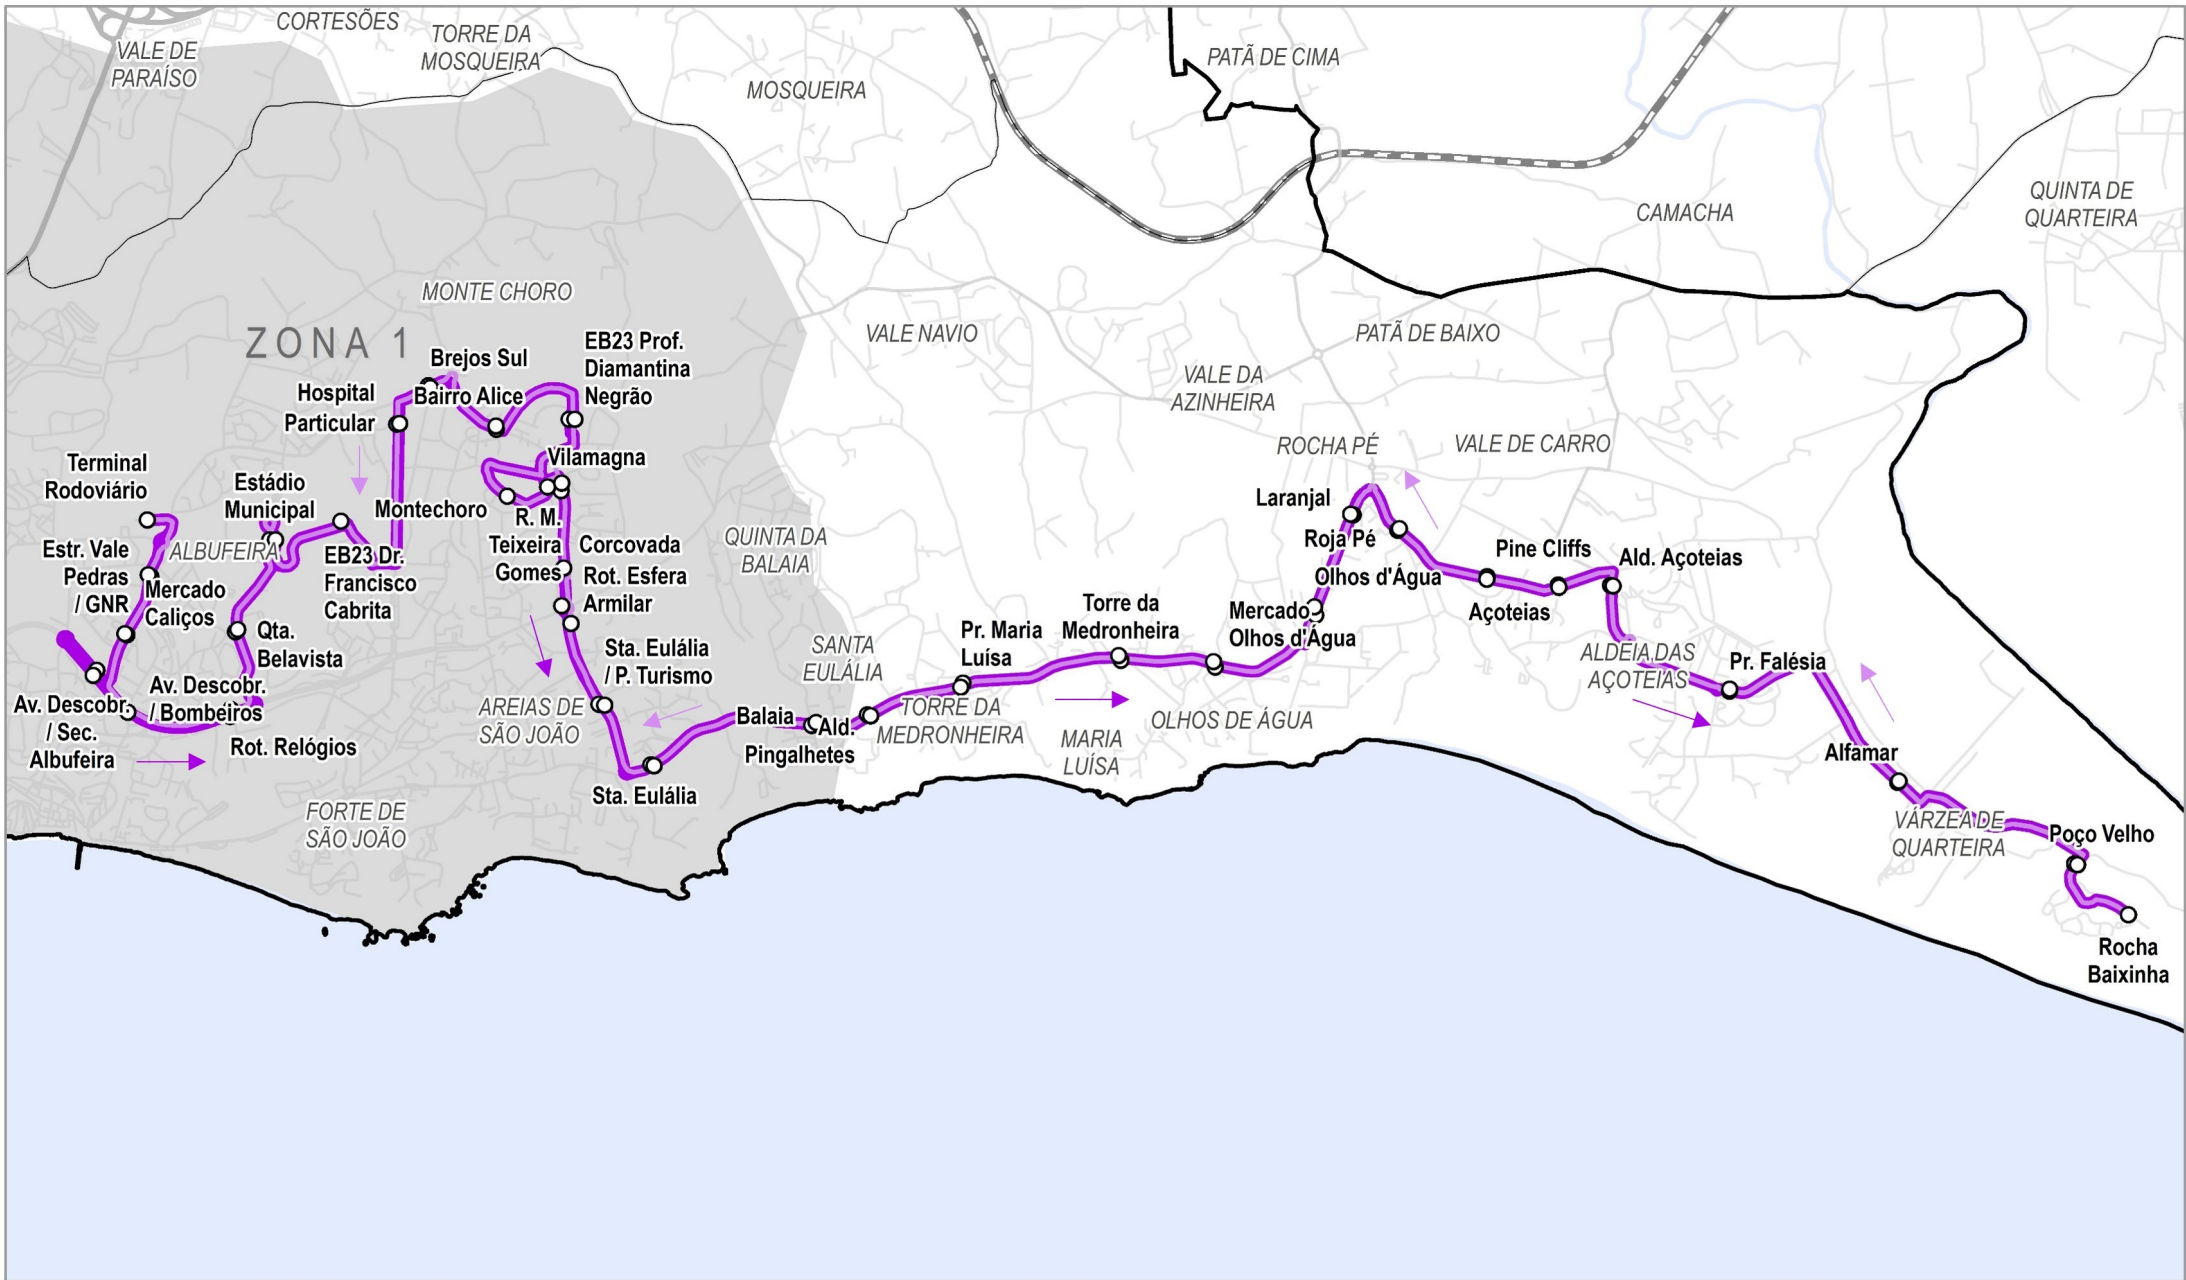 CORTESÕES
VALE DE
PARAÍSO
TORRE DA
MOSQUEIRA
MOSQUEIRA
PATÃ DE CIMA
CAMACHA
QUINTA DE
QUARTEIRA
MONTE CHORO
ZONA 1
VALE NAVIO
PATÃ DE BAIXO
VALE DA
AZINHEIRA
ROCHA PÉ
VALE DE CARRO
Brejos Sul
EB23 Prof.
Diamantina
Negrão
Hospital
Particular
Bairro Alice
Vilamagna
Terminal
Rodoviário
Estádio
Municipal
Montechoro
R. M.
Teixeira
Gomes
Corcovada
Rot. Esfera
Armilar
ALBUFEIRA
Estr. Vale
Pedras
/ GNR
Mercado
Caliços
EB23 Dr.
Francisco
Cabrita
Qta.
Belavista
Av. Descobr.
/ Bombeiros
Av. Descobr.
/ Sec.
Albufeira
Rot. Relógios
QUINTA DA
BALAIA
SANTA
EULÁLIA
Sta. Eulália
/ P. Turismo
AREIAS DE
SÃO JOÃO
Balaia
Ald.
Pingalhetes
Sta. Eulália
FORTE DE
SÃO JOÃO
Pr. Maria
Luísa
Torre da
Medronheira
TORRE DA
MEDRONHEIRA
MARIA
LUÍSA
OLHOS DE ÁGUA
Mercado
Olhos d'Água
Laranjal
Roja Pé
Olhos d'Água
Pine Cliffs
Açoteias
Ald. Açoteias
ALDEIA DAS
AÇOTEIAS
Pr. Falésia
Alfamar
VÁRZEA DE
QUARTEIRA
Poço Velho
Rocha
Baixinha